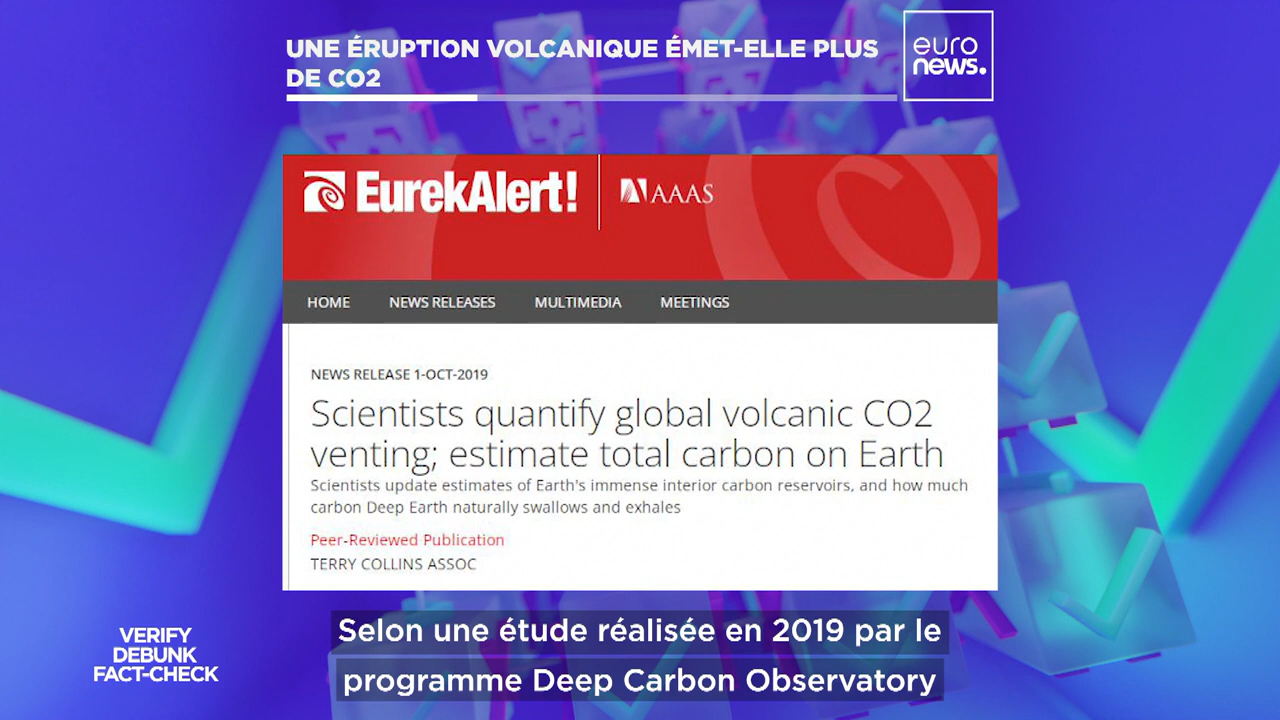 UNE ÉRUPTION VOLCANIQUE ÉMET-ELLE PLUS
DE CO2
euro
news.
EurekAlert!
AAAS
HOME NEWS RELEASES MULTIMEDIA MEETINGS
NEWS RELEASE 1-OCT-2019
Scientists quantify global volcanic CO2
venting; estimate total carbon on Earth
Scientists update estimates of Earth's immense interior carbon reservoirs, and how much
carbon Deep Earth naturally swallows and exhales
Peer-Reviewed Publication
TERRY COLLINS ASSOC
VERIFY
DEBUNK
FACT-CHECK
Selon une étude réalisée en 2019 par le
programme Deep Carbon Observatory